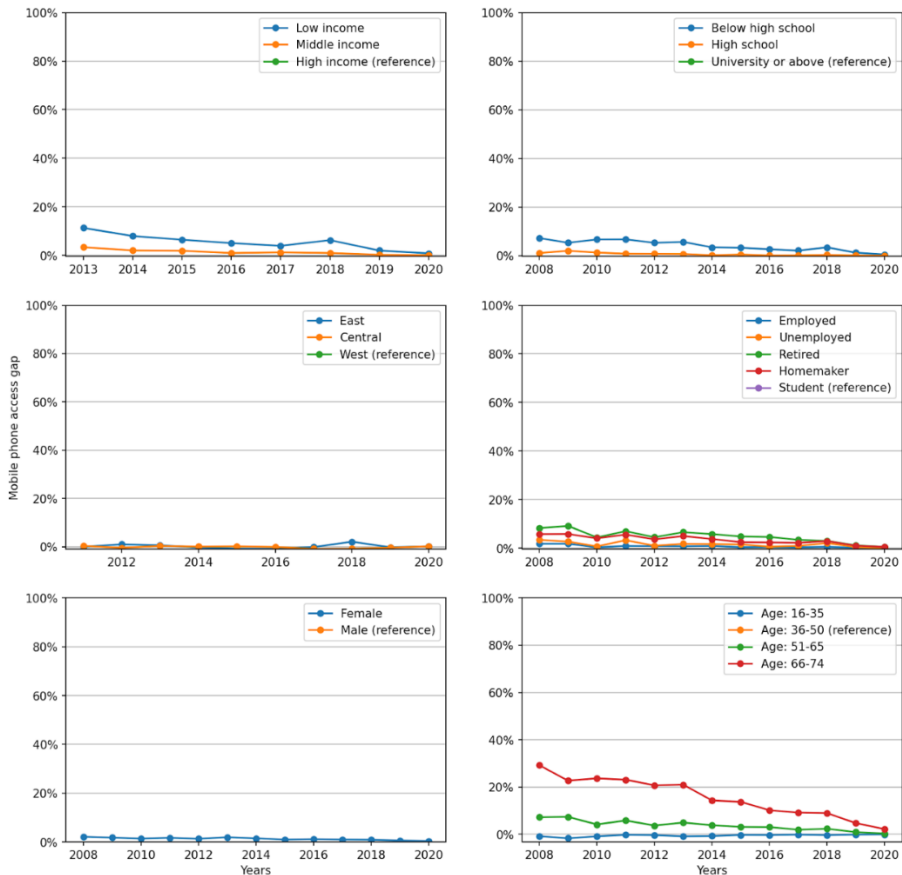 100%
80%
60%
40%
20%
0%
2013 2014 2015 2016 2017 2018 2019 2020
Low income
Middle income
High income (reference)
100%
80%
60%
40%
20%
0%
2008 2010 2012 2014 2016 2018 2020
Below high school
High school
University or above (reference)
Mobile phone access gap
100%
80%
60%
40%
20%
0%
2012 2014 2016 2018 2020
East
Central
West (reference)
100%
80%
60%
40%
20%
0%
2008 2010 2012 2014 2016 2018 2020
Employed
Unemployed
Retired
Homemaker
Student (reference)
100%
80%
60%
40%
20%
0%
2008 2010 2012 2014 2016 2018 2020
Years
Female
Male (reference)
100%
80%
60%
40%
20%
0%
2008 2010 2012 2014 2016 2018 2020
Years
Age: 16-35
Age: 36-50 (reference)
Age: 51-65
Age: 66-74